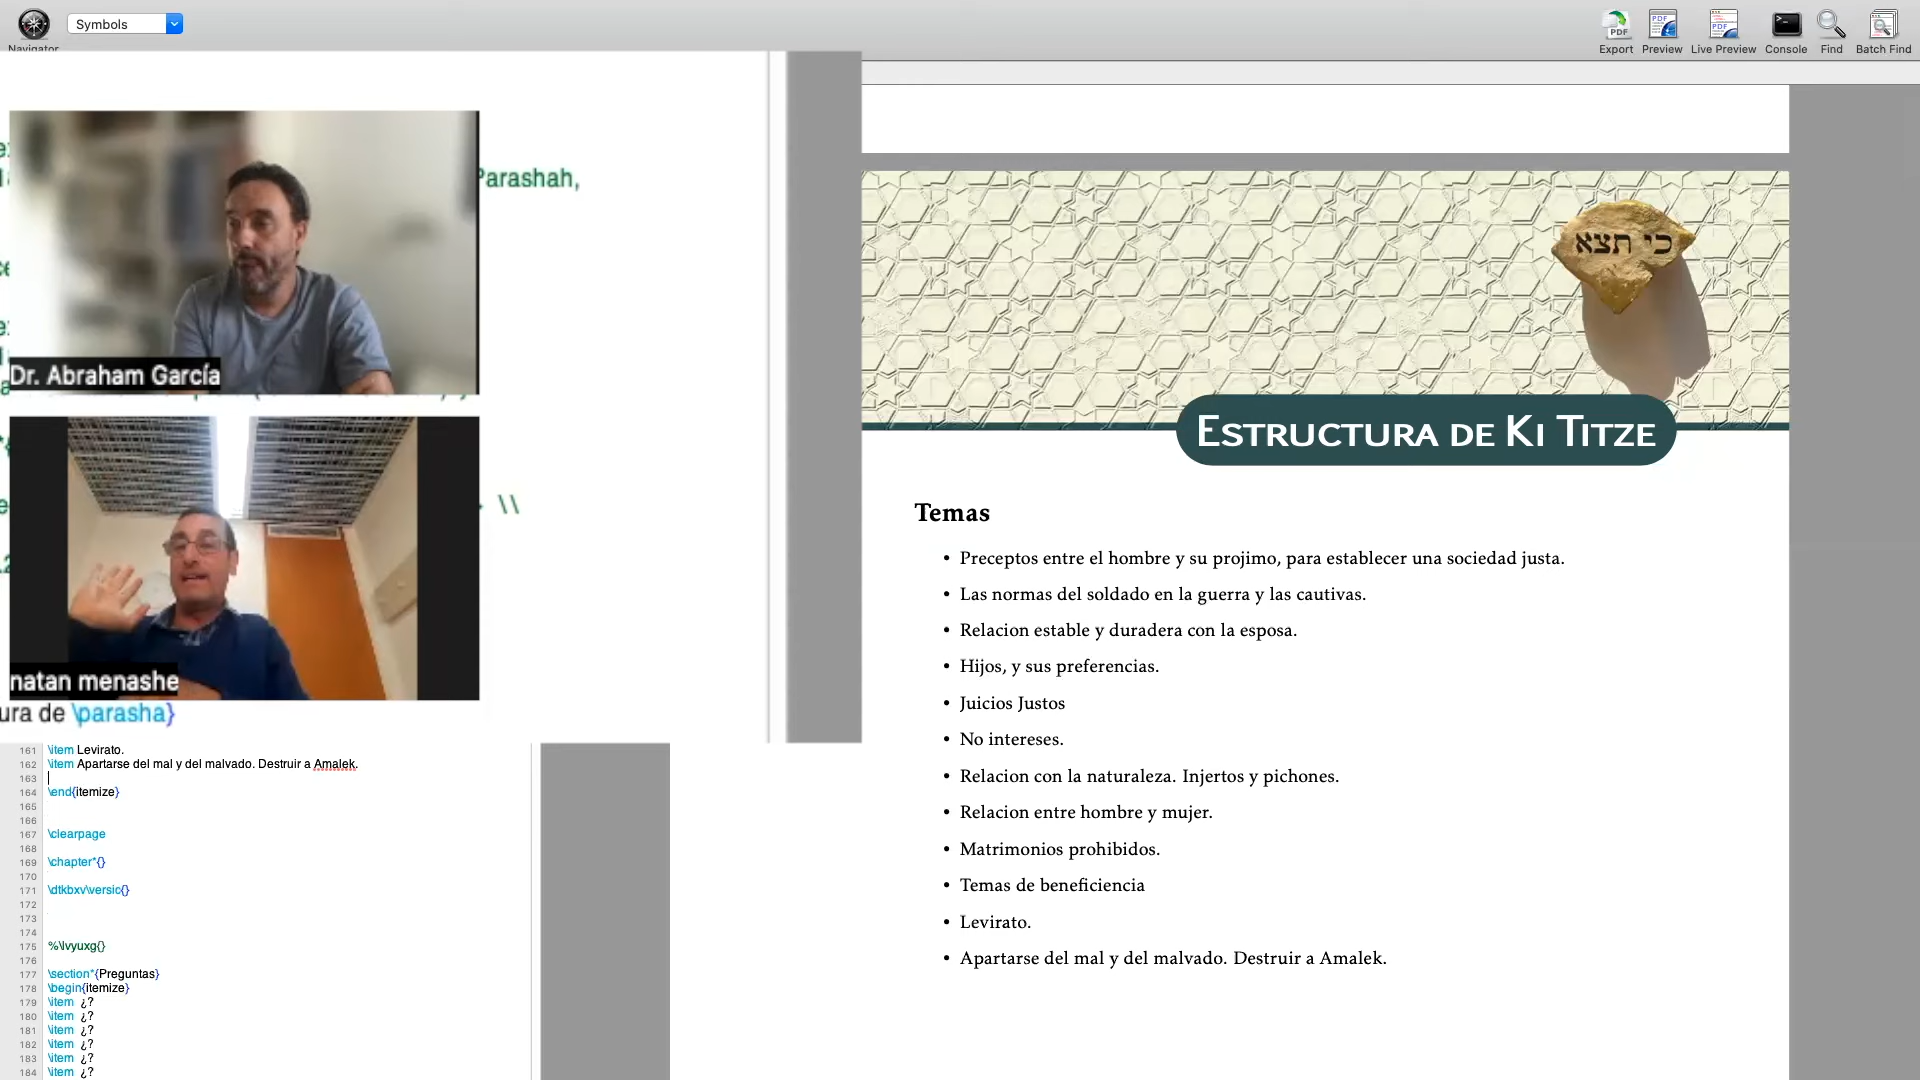 Symbols
Navigator
Export
Preview
Live Preview
Console
Find
Batch Find
Parashah,
Dr. Abraham García
\\
natan menashe
ura de \parasha}
161 \item Levirato.
162 \item Apartarse del mal y del malvado. Destruir a Amalek.
163
164 \end{itemize}
165
166
167 \clearpage
168
169 \chapter*{}
170
171 \dtkbxv\versic{}
172
173
174
175 %\lvyuxg{}
176
177 \section*{Preguntas}
178 \begin{itemize}
179 \item ¿?
180 \item ¿?
181 \item ¿?
182 \item ¿?
183 \item ¿?
184 \item ¿?
כי תצא
Estructura de Ki Titze
Temas
• Preceptos entre el hombre y su projimo, para establecer una sociedad justa.
• Las normas del soldado en la guerra y las cautivas.
• Relacion estable y duradera con la esposa.
• Hijos, y sus preferencias.
• Juicios Justos
• No intereses.
• Relacion con la naturaleza. Injertos y pichones.
• Relacion entre hombre y mujer.
• Matrimonios prohibidos.
• Temas de beneficiencia
• Levirato.
• Apartarse del mal y del malvado. Destruir a Amalek.